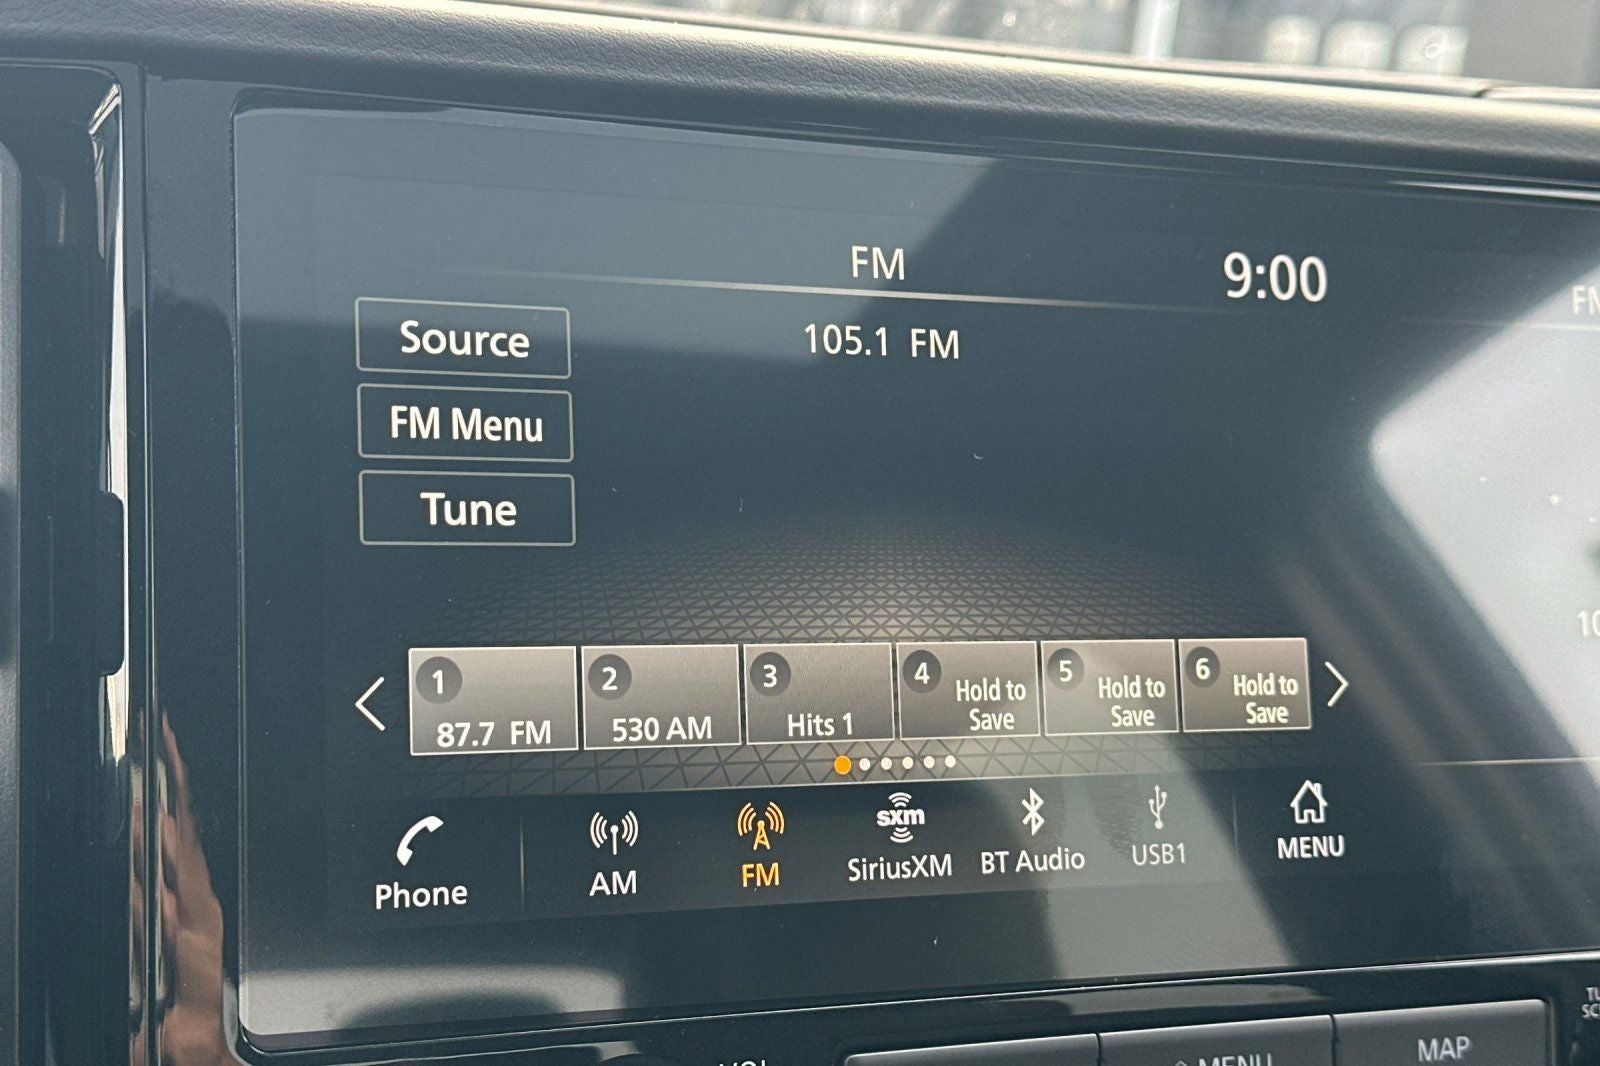 FM
9:00
Source
105.1 FM
FM Menu
Tune
1
87.7 FM
2
530 AM
3
Hits 1
4
Hold to
Save
5
Hold to
Save
6
Hold to
Save
Phone
AM
FM
sxm
SiriusXM
BT Audio
USB1
MENU
MENU
MAP